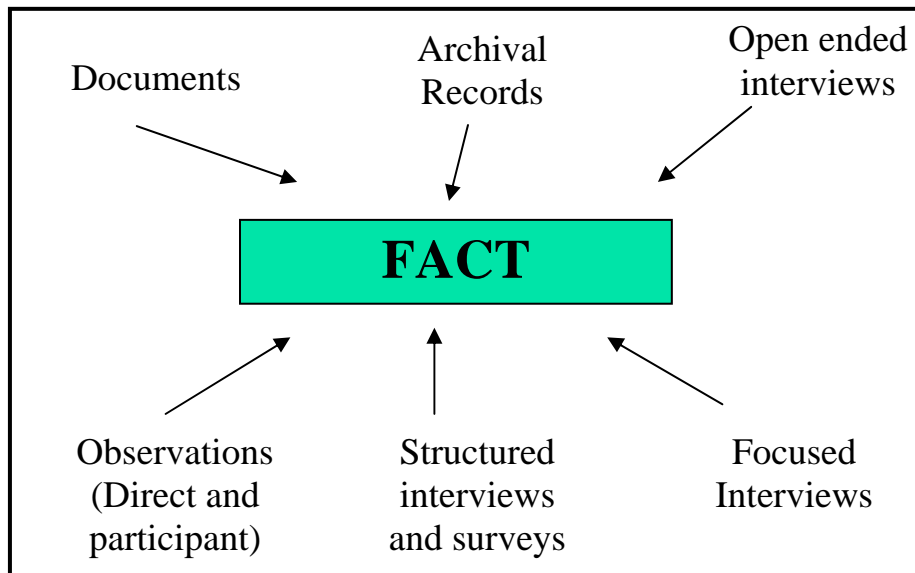 Documents
Archival
Records
Open ended
interviews
FACT
Observations
(Direct and
participant)
Structured
interviews
and surveys
Focused
Interviews